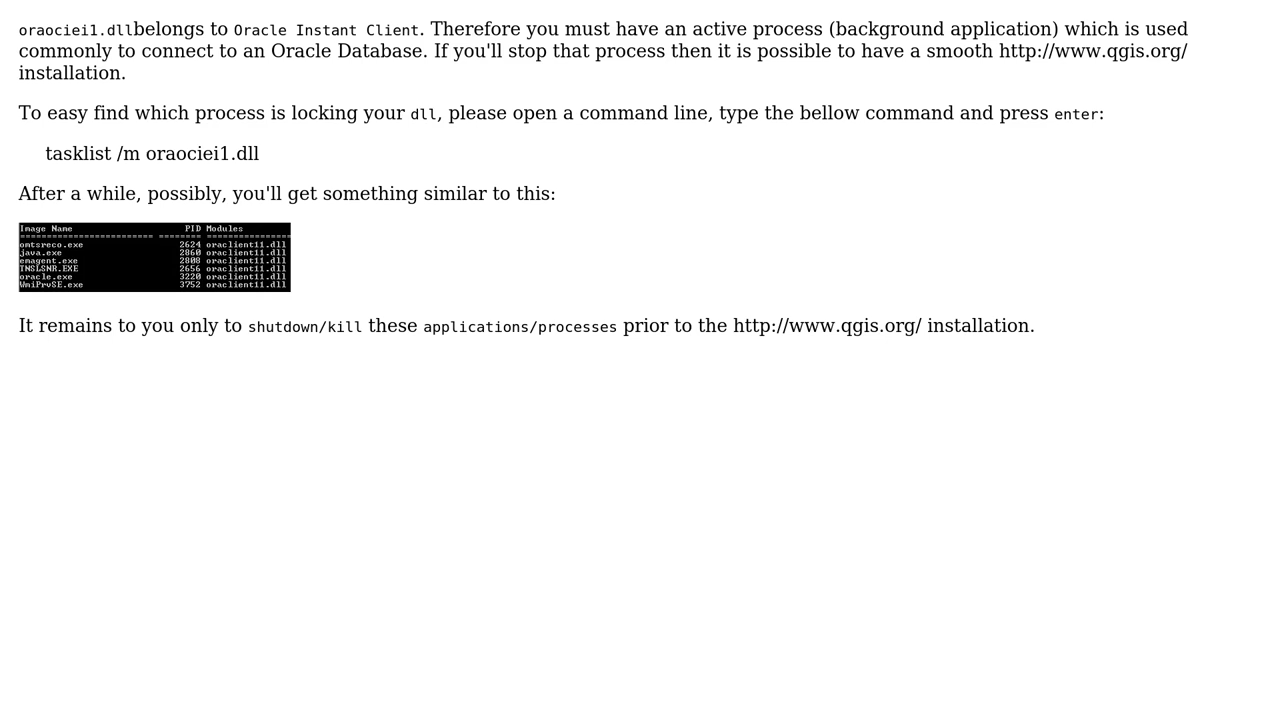 oraociei1.dllbelongs to Oracle Instant Client. Therefore you must have an active process (background application) which is used
commonly to connect to an Oracle Database. If you'll stop that process then it is possible to have a smooth http://www.qgis.org/
installation.
To easy find which process is locking your dll, please open a command line, type the bellow command and press enter:
tasklist /m oraociei1.dll
After a while, possibly, you'll get something similar to this:
Image Name PID Modules
========================= ======== ================
omtsreco.exe 2624 oraclient11.dll
java.exe 2860 oraclient11.dll
emagent.exe 2808 oraclient11.dll
TNSLSNR.EXE 2656 oraclient11.dll
oracle.exe 3220 oraclient11.dll
WmiPrvSE.exe 3752 oraclient11.dll
It remains to you only to shutdown/kill these applications/processes prior to the http://www.qgis.org/ installation.